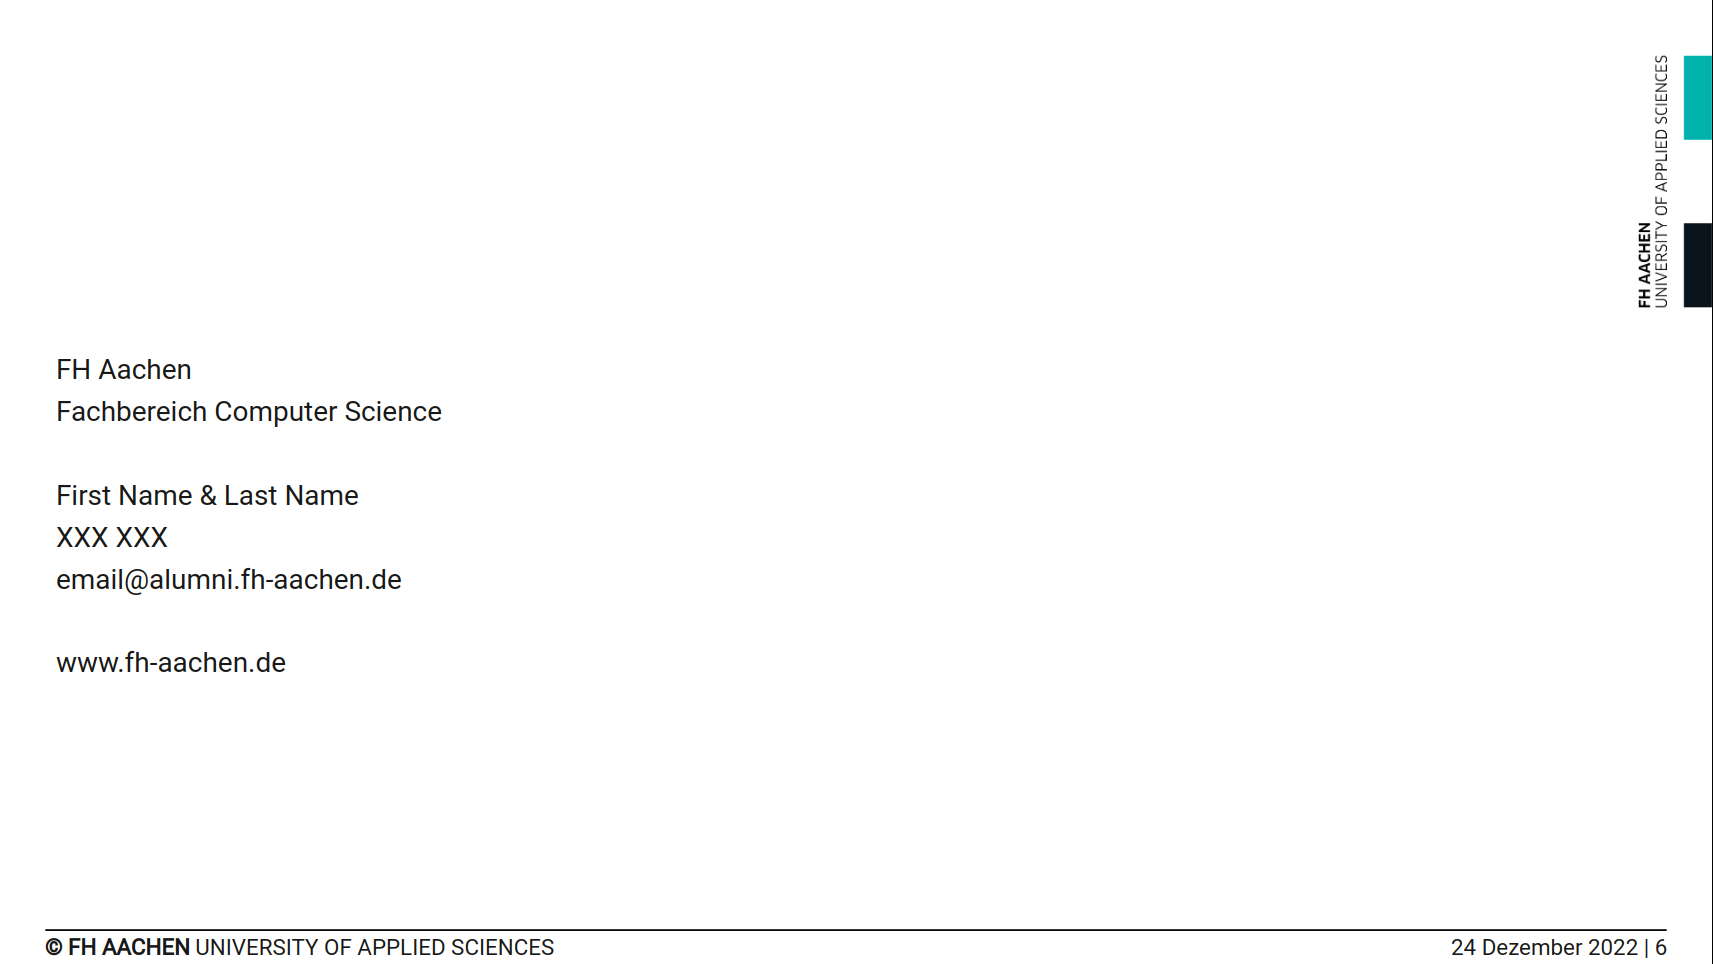 FH AACHEN
UNIVERSITY OF APPLIED SCIENCES
FH Aachen
Fachbereich Computer Science
First Name & Last Name
XXX XXX
email@alumni.fh-aachen.de
www.fh-aachen.de
© FH AACHEN UNIVERSITY OF APPLIED SCIENCES
24 Dezember 2022 | 6